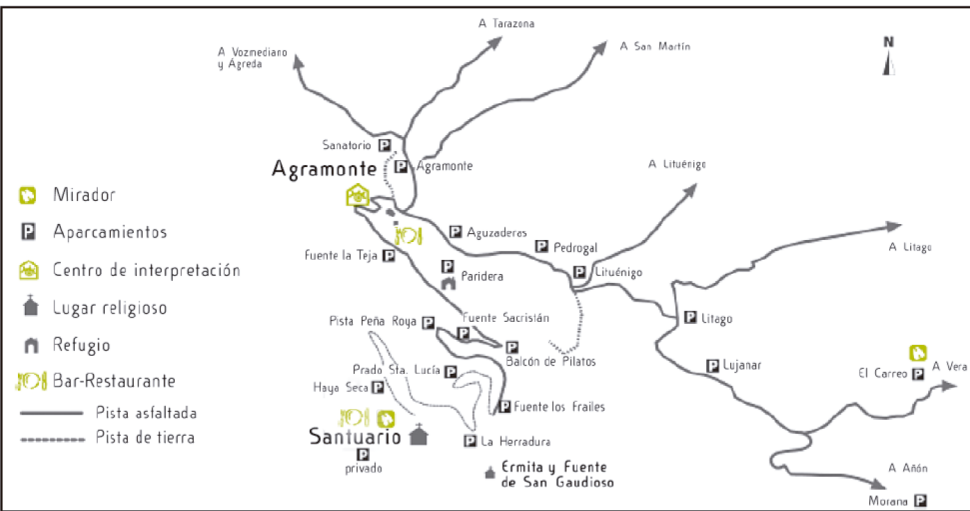 A Tarazona
A Vozmediano
y Ágreda
A San Martín
N
Sanatorio P
Agramonte
P Agramonte
A Lituénigo
Mirador
P Aparcamientos
Centro de interpretación
Lugar religioso
Refugio
Bar-Restaurante
Pista asfaltada
Pista de tierra
P Aguzaderas
P Pedrogal
Fuente la Teja P
P Paridera
P Lituénigo
A Litago
P Litago
Pista Peña Roya P
Fuente Sacristán
P
P
Balcón de Pilatos
P Lujanar
El Carreo P
A Vera
Prado Sta. Lucía P
Haya Seca P
P Fuente los Frailes
Santuario
P La Herradura
P
privado
Ermita y Fuente
de San Gaudioso
A Añón
Morana P